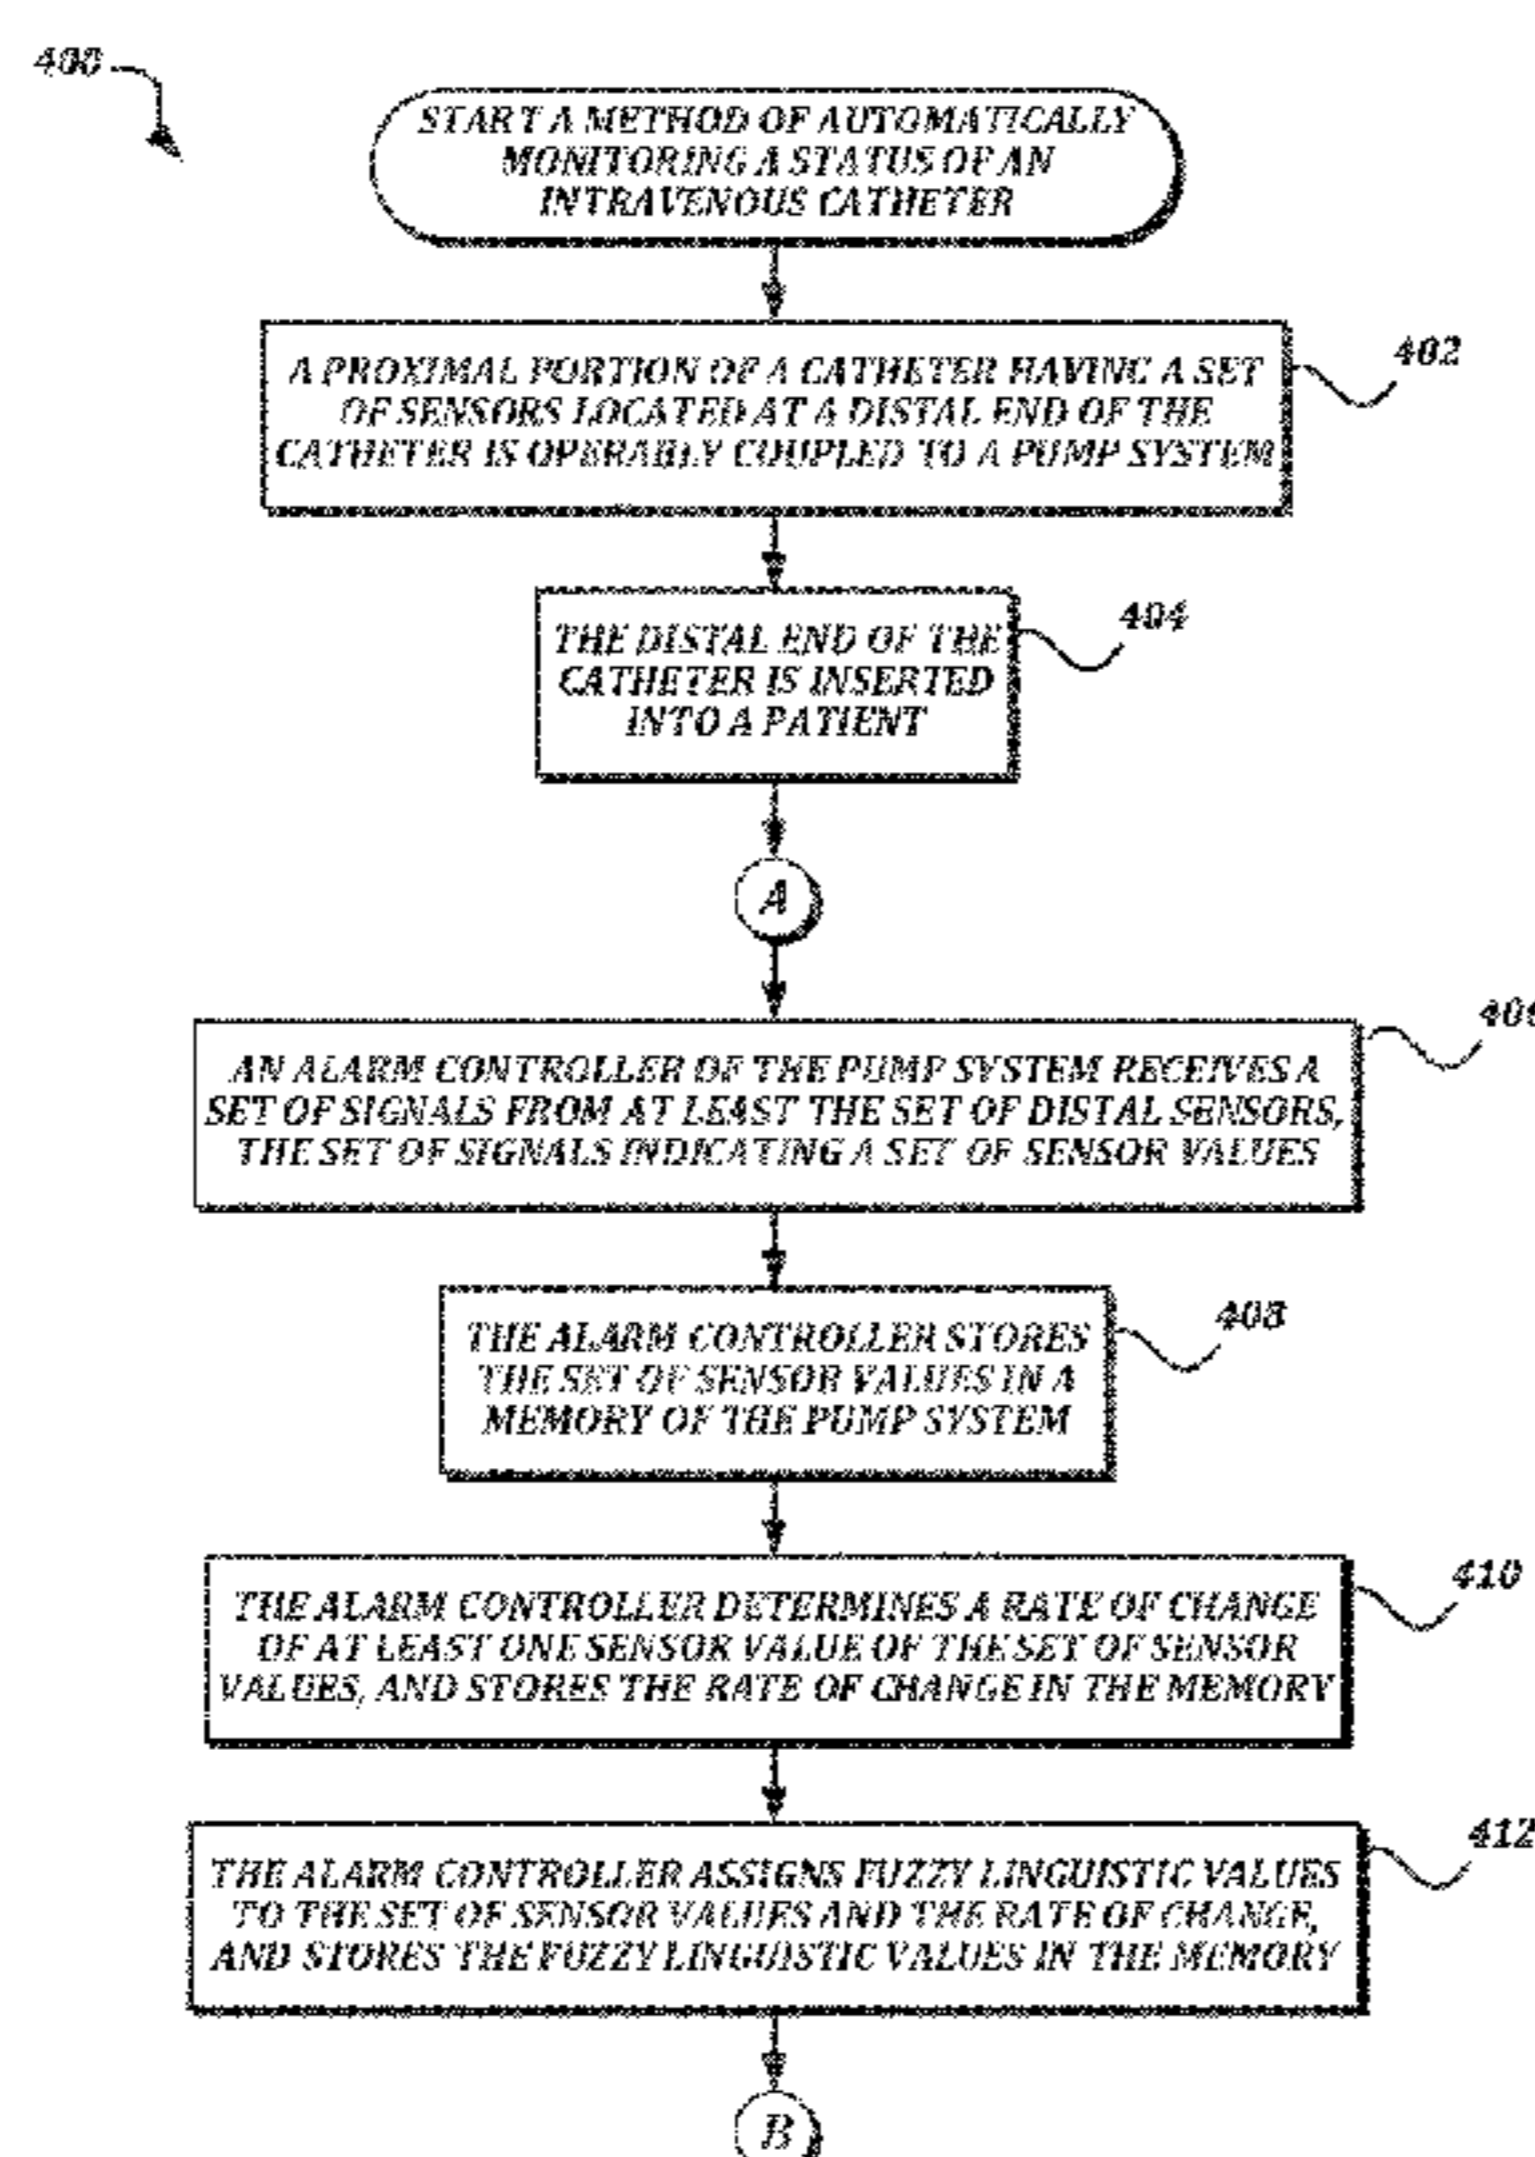 400
START A METHOD OF AUTOMATICALLY
MONITORING A STATUS OF AN
INTRAVENOUS CATHETER
402
A PROXIMAL PORTION OF A CATHETER HAVING A SET
OF SENSORS LOCATED AT A DISTAL END OF THE
CATHETER IS OPERABLY COUPLED TO A PUMP SYSTEM
404
THE DISTAL END OF THE
CATHETER IS INSERTED
INTO A PATIENT
A
AN ALARM CONTROLLER OF THE PUMP SYSTEM RECEIVES A
SET OF SIGNALS FROM AT LEAST THE SET OF DISTAL SENSORS,
THE SET OF SIGNALS INDICATING A SET OF SENSOR VALUES
408
THE ALARM CONTROLLER STORES
THE SET OF SENSOR VALUES IN A
MEMORY OF THE PUMP SYSTEM
410
THE ALARM CONTROLLER DETERMINES A RATE OF CHANGE
OF AT LEAST ONE SENSOR VALUE OF THE SET OF SENSOR
VALUES, AND STORES THE RATE OF CHANGE IN THE MEMORY
412
THE ALARM CONTROLLER ASSIGNS FUZZY LINGUISTIC VALUES
TO THE SET OF SENSOR VALUES AND THE RATE OF CHANGE,
AND STORES THE FUZZY LINGUISTIC VALUES IN THE MEMORY
B